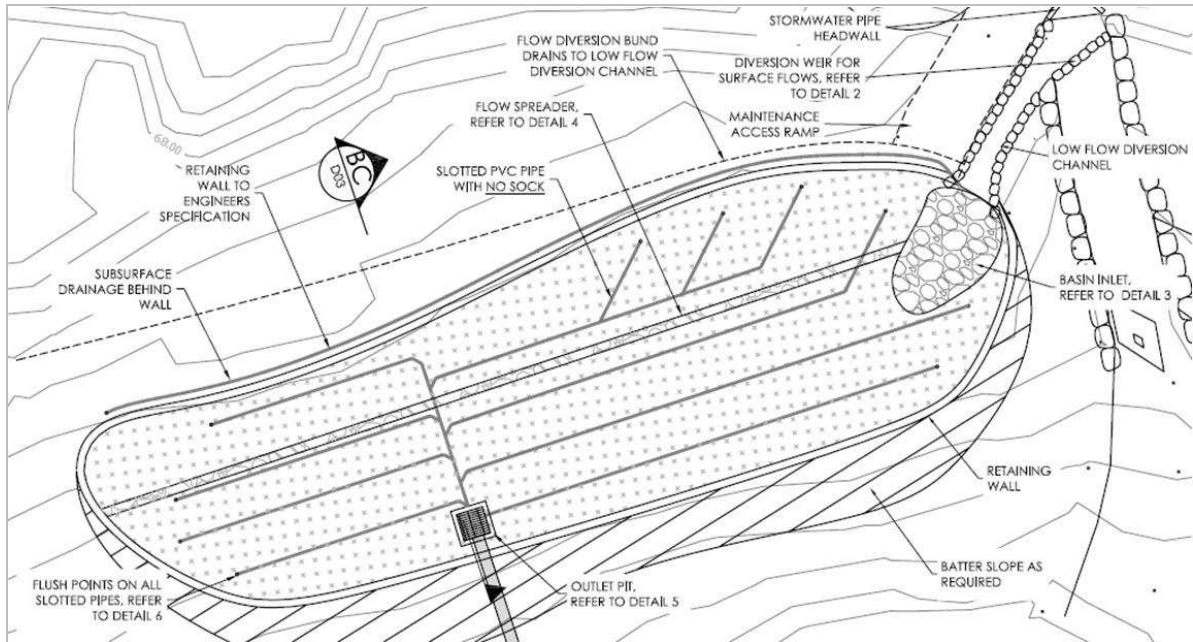 STORMWATER PIPE
HEADWALL
FLOW DIVERSION BUND
DRAINS TO LOW FLOW
DIVERSION CHANNEL
DIVERSION WEIR FOR
SURFACE FLOWS, REFER
TO DETAIL 2
FLOW SPREADER,
REFER TO DETAIL 4
MAINTENANCE
ACCESS RAMP
68.00
RETAINING
WALL TO
ENGINEERS
SPECIFICATION
BC
D03
SLOTTED PVC PIPE
WITH NO SOCK
LOW FLOW DIVERSION
CHANNEL
SUBSURFACE
DRAINAGE BEHIND
WALL
BASIN INLET,
REFER TO DETAIL 3
RETAINING
WALL
BATTER SLOPE AS
REQUIRED
OUTLET PIT,
REFER TO DETAIL 5
FLUSH POINTS ON ALL
SLOTTED PIPES, REFER
TO DETAIL 6